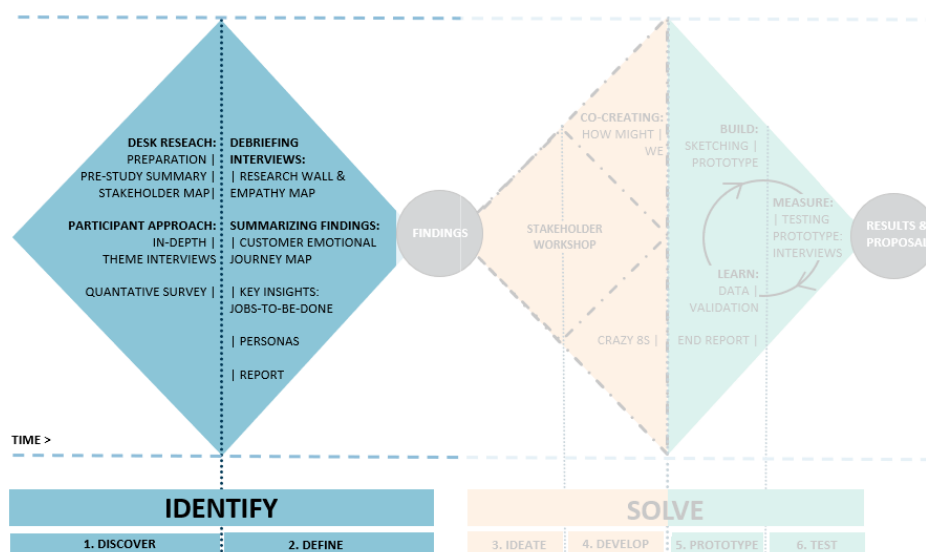 DESK RESEACH:
PREPARATION |
PRE-STUDY SUMMARY |
STAKEHOLDER MAP|
PARTICIPANT APPROACH:
IN-DEPTH |
THEME INTERVIEWS
QUANTATIVE SURVEY |
DEBRIEFING
INTERVIEWS:
| RESEARCH WALL &
EMPATHY MAP
SUMMARIZING FINDINGS:
| CUSTOMER EMOTIONAL
JOURNEY MAP
| KEY INSIGHTS:
JOBS-TO-BE-DONE
| PERSONAS
| REPORT
FINDINGS
CO-CREATING:
HOW MIGHT |
WE
STAKEHOLDER
WORKSHOP
CRAZY 8S |
BUILD:
SKETCHING |
PROTOTYPE
MEASURE:
| TESTING
PROTOTYPE:
INTERVIEWS
LEARN:
DATA |
VALIDATION
END REPORT |
RESULTS &
PROPOSAL
TIME >
IDENTIFY
SOLVE
1. DISCOVER
2. DEFINE
3. IDEATE
4. DEVELOP
5. PROTOTYPE
6. TEST